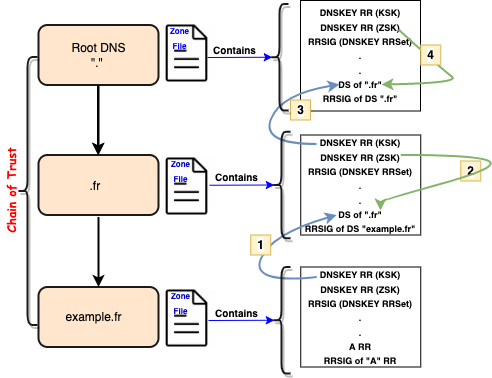 Root DNS
"."
Zone
File
Contains
DNSKEY RR (KSK)
DNSKEY RR (ZSK)
RRSIG (DNSKEY RRSet)
.
.
DS of ".fr"
RRSIG of DS ".fr"
4
3
Chain of Trust
.fr
Zone
File
Contains
DNSKEY RR (KSK)
DNSKEY RR (ZSK)
RRSIG (DNSKEY RRSet)
.
.
DS of ".fr"
RRSIG of DS "example.fr"
2
1
example.fr
Zone
File
Contains
DNSKEY RR (KSK)
DNSKEY RR (ZSK)
RRSIG (DNSKEY RRSet)
.
.
A RR
RRSIG of "A" RR